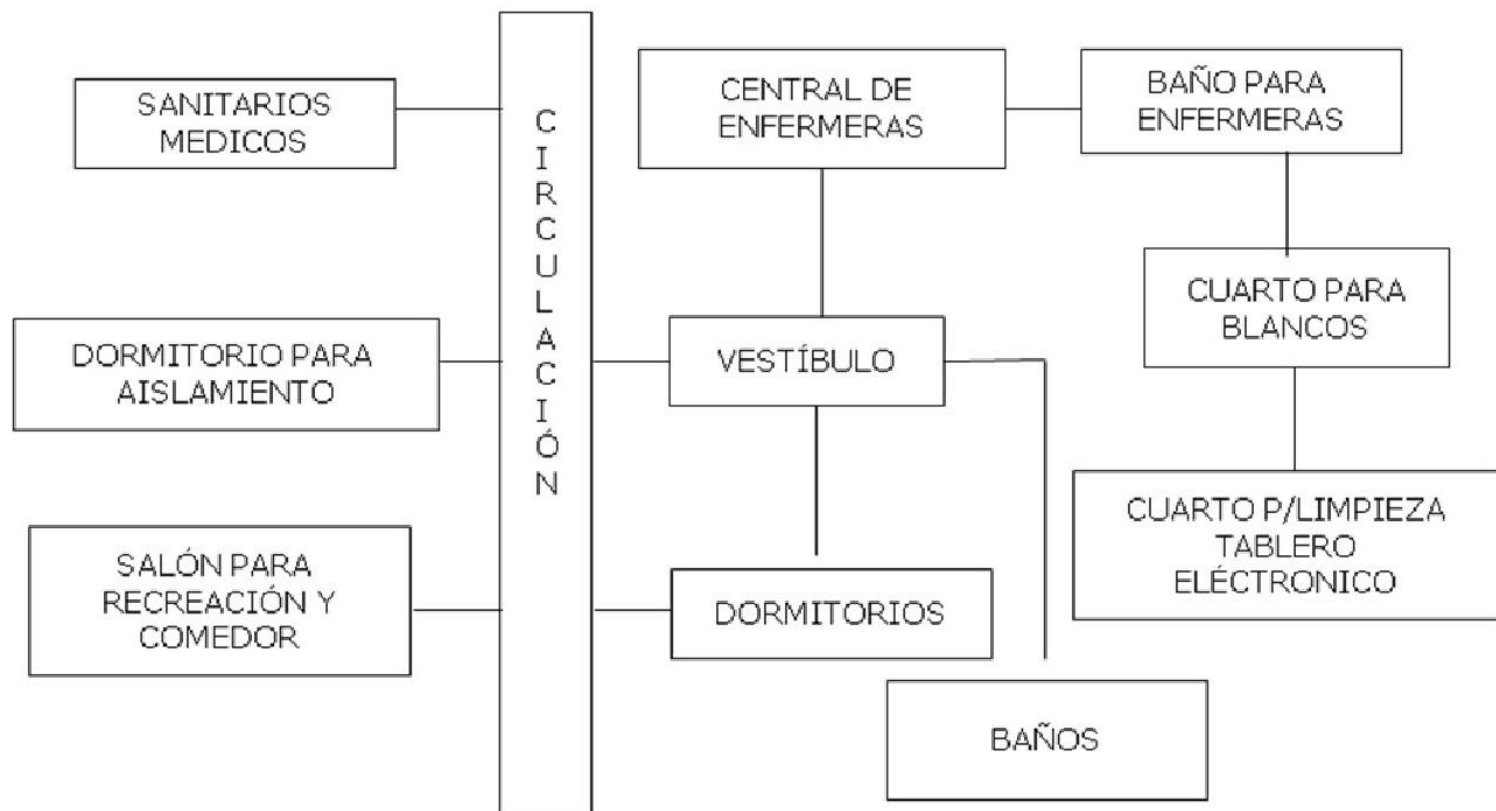 SANITARIOS
MEDICOS
DORMITORIO PARA
AISLAMIENTO
SALÓN PARA
RECREACIÓN Y
COMEDOR
CIRCULACIÓN
CENTRAL DE
ENFERMERAS
BAÑO PARA
ENFERMERAS
CUARTO PARA
BLANCOS
VESTÍBULO
CUARTO P/LIMPIEZA
TABLERO
ELÉCTRONICO
DORMITORIOS
BAÑOS